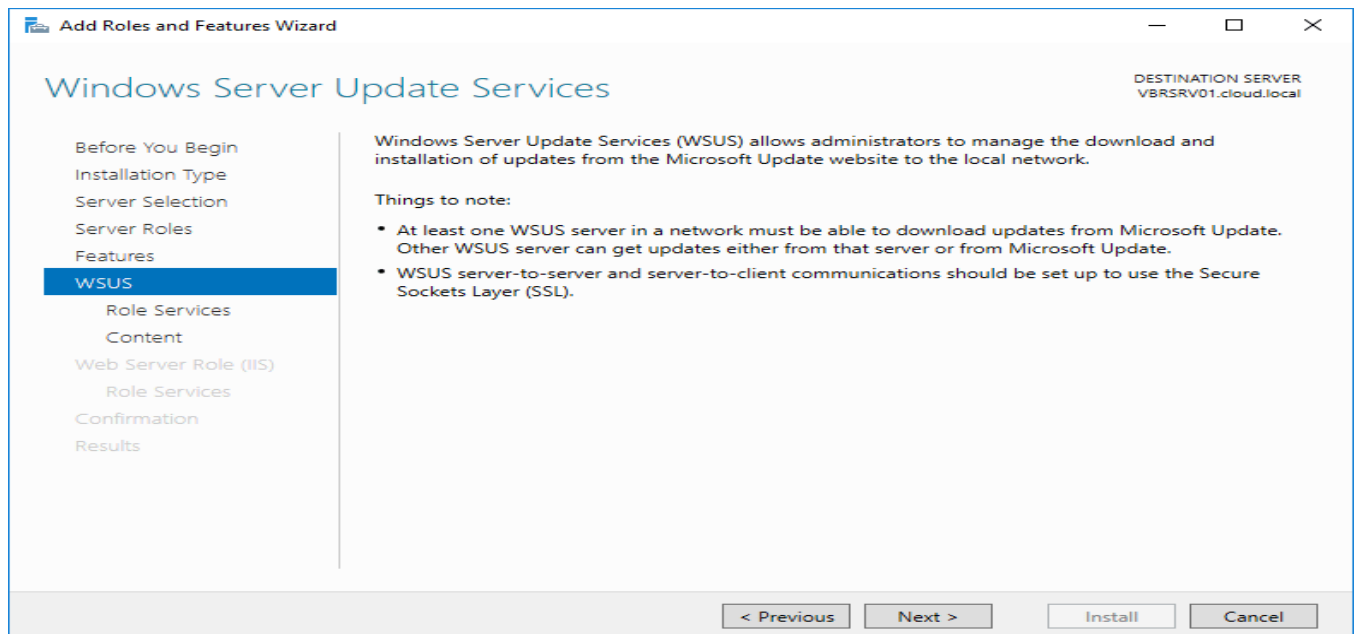 Add Roles and Features Wizard
Windows Server Update Services
DESTINATION SERVER
VBRSRV01.cloud.local
Before You Begin
Installation Type
Server Selection
Server Roles
Features
WSUS
Role Services
Content
Web Server Role (IIS)
Role Services
Confirmation
Results
Windows Server Update Services (WSUS) allows administrators to manage the download and
installation of updates from the Microsoft Update website to the local network.
Things to note:
• At least one WSUS server in a network must be able to download updates from Microsoft Update.
Other WSUS server can get updates either from that server or from Microsoft Update.
• WSUS server-to-server and server-to-client communications should be set up to use the Secure
Sockets Layer (SSL).
< Previous
Next >
Install
Cancel